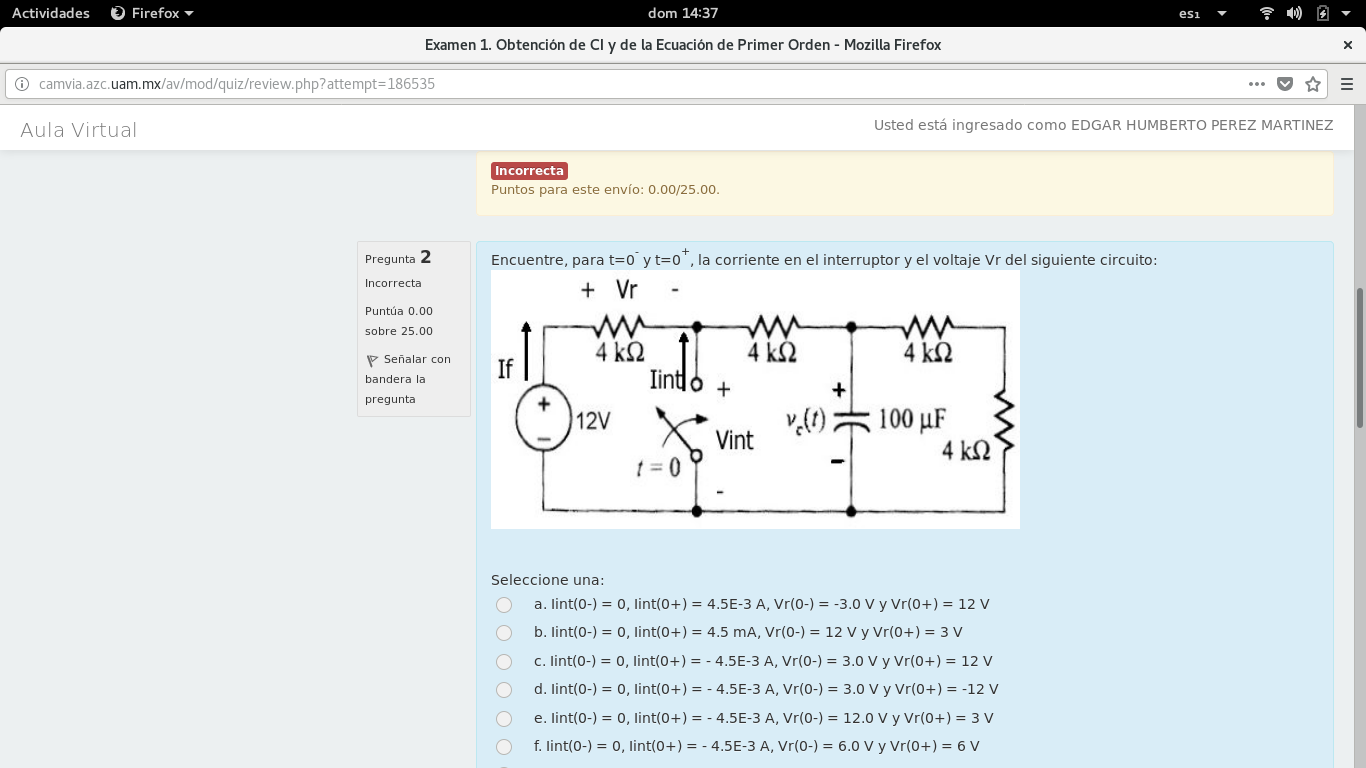 Actividades Firefox dom 14:37 es₁
Examen 1. Obtención de CI y de la Ecuación de Primer Orden - Mozilla Firefox
camvia.azc.uam.mx/av/mod/quiz/review.php?attempt=186535
Aula Virtual
Usted está ingresado como EDGAR HUMBERTO PEREZ MARTINEZ
Incorrecta
Puntos para este envío: 0.00/25.00.
Pregunta 2
Incorrecta
Puntúa 0.00
sobre 25.00
Señalar con
bandera la
pregunta
Encuentre, para t=0⁻ y t=0⁺, la corriente en el interruptor y el voltaje Vr del siguiente circuito:
+ Vr -
4 kΩ 4 kΩ 4 kΩ
If
Iint
+
+
+
12V
Vint
v_c(t)
100 μF
4 kΩ
t = 0
-
Seleccione una:
a. Iint(0-) = 0, Iint(0+) = 4.5E-3 A, Vr(0-) = -3.0 V y Vr(0+) = 12 V
b. Iint(0-) = 0, Iint(0+) = 4.5 mA, Vr(0-) = 12 V y Vr(0+) = 3 V
c. Iint(0-) = 0, Iint(0+) = - 4.5E-3 A, Vr(0-) = 3.0 V y Vr(0+) = 12 V
d. Iint(0-) = 0, Iint(0+) = - 4.5E-3 A, Vr(0-) = 3.0 V y Vr(0+) = -12 V
e. Iint(0-) = 0, Iint(0+) = - 4.5E-3 A, Vr(0-) = 12.0 V y Vr(0+) = 3 V
f. Iint(0-) = 0, Iint(0+) = - 4.5E-3 A, Vr(0-) = 6.0 V y Vr(0+) = 6 V